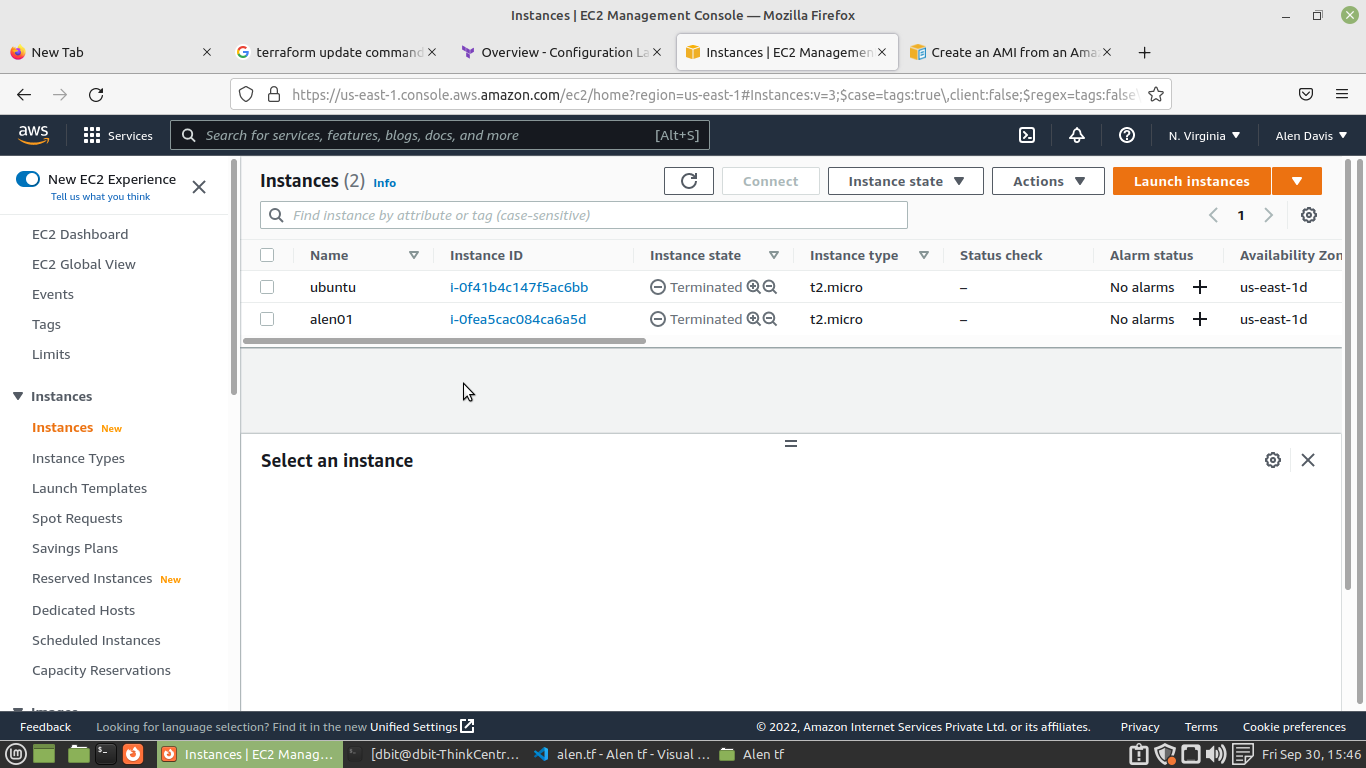 Instances | EC2 Management Console — Mozilla Firefox
New Tab
terraform update command
Overview - Configuration La
Instances | EC2 Managemen
Create an AMI from an Ama
https://us-east-1.console.aws.amazon.com/ec2/home?region=us-east-1#Instances:v=3;$case=tags:true\,client:false;$regex=tags:false\
aws Services Search for services, features, blogs, docs, and more [Alt+S] N. Virginia Alen Davis
New EC2 Experience
Tell us what you think
EC2 Dashboard
EC2 Global View
Events
Tags
Limits
Instances
Instances New
Instance Types
Launch Templates
Spot Requests
Savings Plans
Reserved Instances New
Dedicated Hosts
Scheduled Instances
Capacity Reservations
Images
Instances (2) Info Connect Instance state Actions Launch instances
Find instance by attribute or tag (case-sensitive) 1
Name Instance ID Instance state Instance type Status check Alarm status Availability Zon
ubuntu i-0f41b4c147f5ac6bb Terminated t2.micro – No alarms us-east-1d
alen01 i-0fea5cac084ca6a5d Terminated t2.micro – No alarms us-east-1d
Select an instance
Feedback Looking for language selection? Find it in the new Unified Settings © 2022, Amazon Internet Services Private Ltd. or its affiliates. Privacy Terms Cookie preferences
Instances | EC2 Manag... [dbit@dbit-ThinkCentr... alen.tf - Alen tf - Visual ... Alen tf Fri Sep 30, 15:46